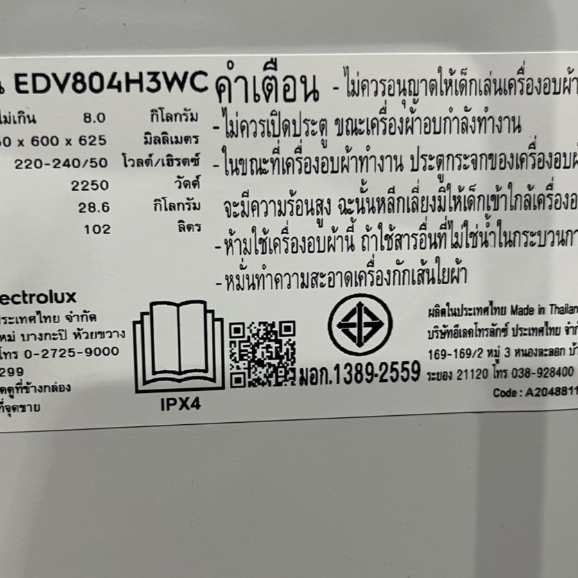 EDV804H3WC
ไม่เกิน 8.0 กิโลกรัม
x 600 x 625 มิลลิเมตร
220-240/50 โวลต์/เฮิรตซ์
2250 วัตต์
28.6 กิโลกรัม
102 ลิตร
คำเตือน - ไม่ควรอนุญาตให้เด็กเล่นเครื่องอบผ้า
-ไม่ควรเปิดประตู ขณะเครื่องผ้าอบกำลังทำงาน
-ในขณะที่เครื่องอบผ้าทำงาน ประตูกระจกของเครื่องอบ
จะมีความร้อนสูง ฉะนั้นหลีกเลี่ยงมิให้เด็กเข้าใกล้เครื่อง
-ห้ามใช้เครื่องอบผ้านี้ ถ้าใช้สารอื่นที่ไม่ใช่น้ำในกระบวน
-หมั่นทำความสะอาดเครื่องกักเส้นใยผ้า
ectrolux
ประเทศไทย จำกัด
บางกะปิ ห้วยขวาง
โทร 0-2725-9000
299
ดูที่ข้างกล่อง
ที่จุดขาย
IPX4
มอก.1389-2559
ผลิตในประเทศไทย Made in
บริษัทอีเลคโทรลักซ์ ประเทศไทย
169-169/2 หมู่ 3 หนองละลอก
ระยอง 21120 โทร 038-928400
Code : A2048811